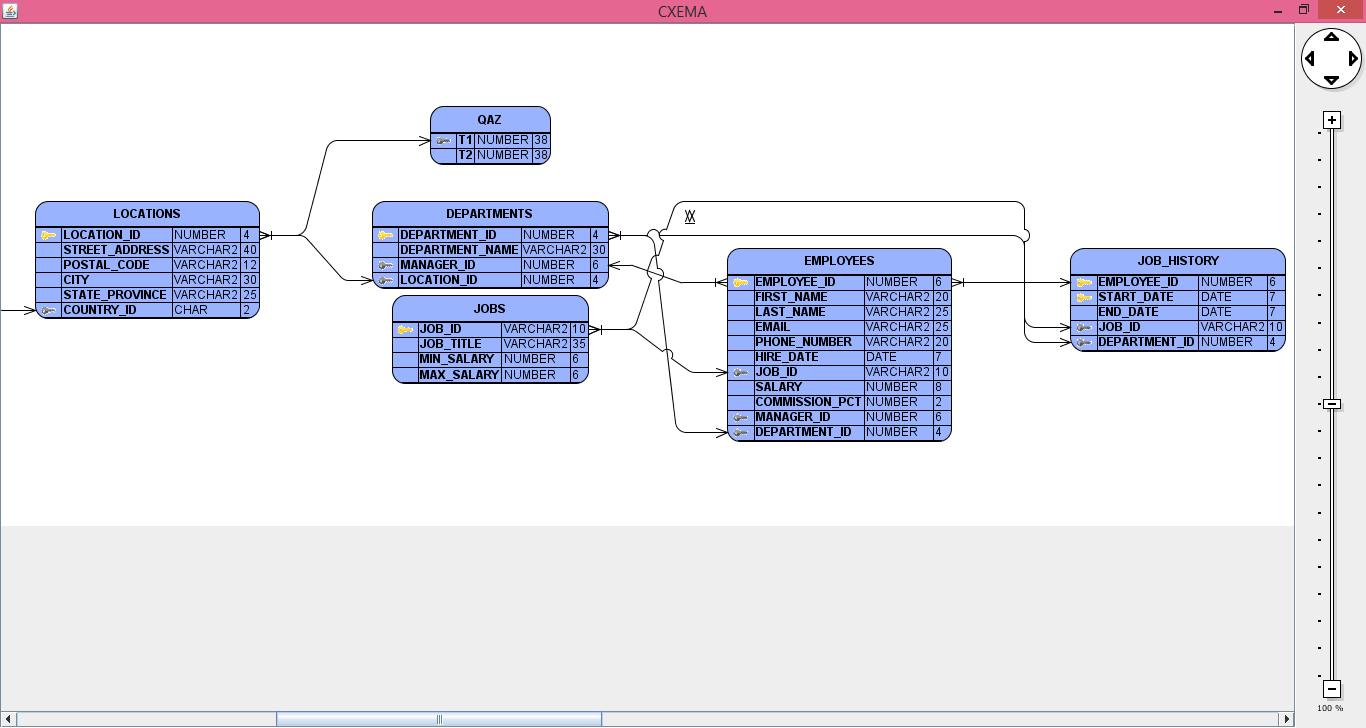 CXEMA
QAZ
T1 NUMBER 38
T2 NUMBER 38
LOCATIONS
LOCATION_ID NUMBER 4
STREET_ADDRESS VARCHAR2 40
POSTAL_CODE VARCHAR2 12
CITY VARCHAR2 30
STATE_PROVINCE VARCHAR2 25
COUNTRY_ID CHAR 2
DEPARTMENTS
DEPARTMENT_ID NUMBER 4
DEPARTMENT_NAME VARCHAR2 30
MANAGER_ID NUMBER 6
LOCATION_ID NUMBER 4
JOBS
JOB_ID VARCHAR2 10
JOB_TITLE VARCHAR2 35
MIN_SALARY NUMBER 6
MAX_SALARY NUMBER 6
EMPLOYEES
EMPLOYEE_ID NUMBER 6
FIRST_NAME VARCHAR2 20
LAST_NAME VARCHAR2 25
EMAIL VARCHAR2 25
PHONE_NUMBER VARCHAR2 20
HIRE_DATE DATE 7
JOB_ID VARCHAR2 10
SALARY NUMBER 8
COMMISSION_PCT NUMBER 2
MANAGER_ID NUMBER 6
DEPARTMENT_ID NUMBER 4
JOB_HISTORY
EMPLOYEE_ID NUMBER 6
START_DATE DATE 7
END_DATE DATE 7
JOB_ID VARCHAR2 10
DEPARTMENT_ID NUMBER 4
100 %